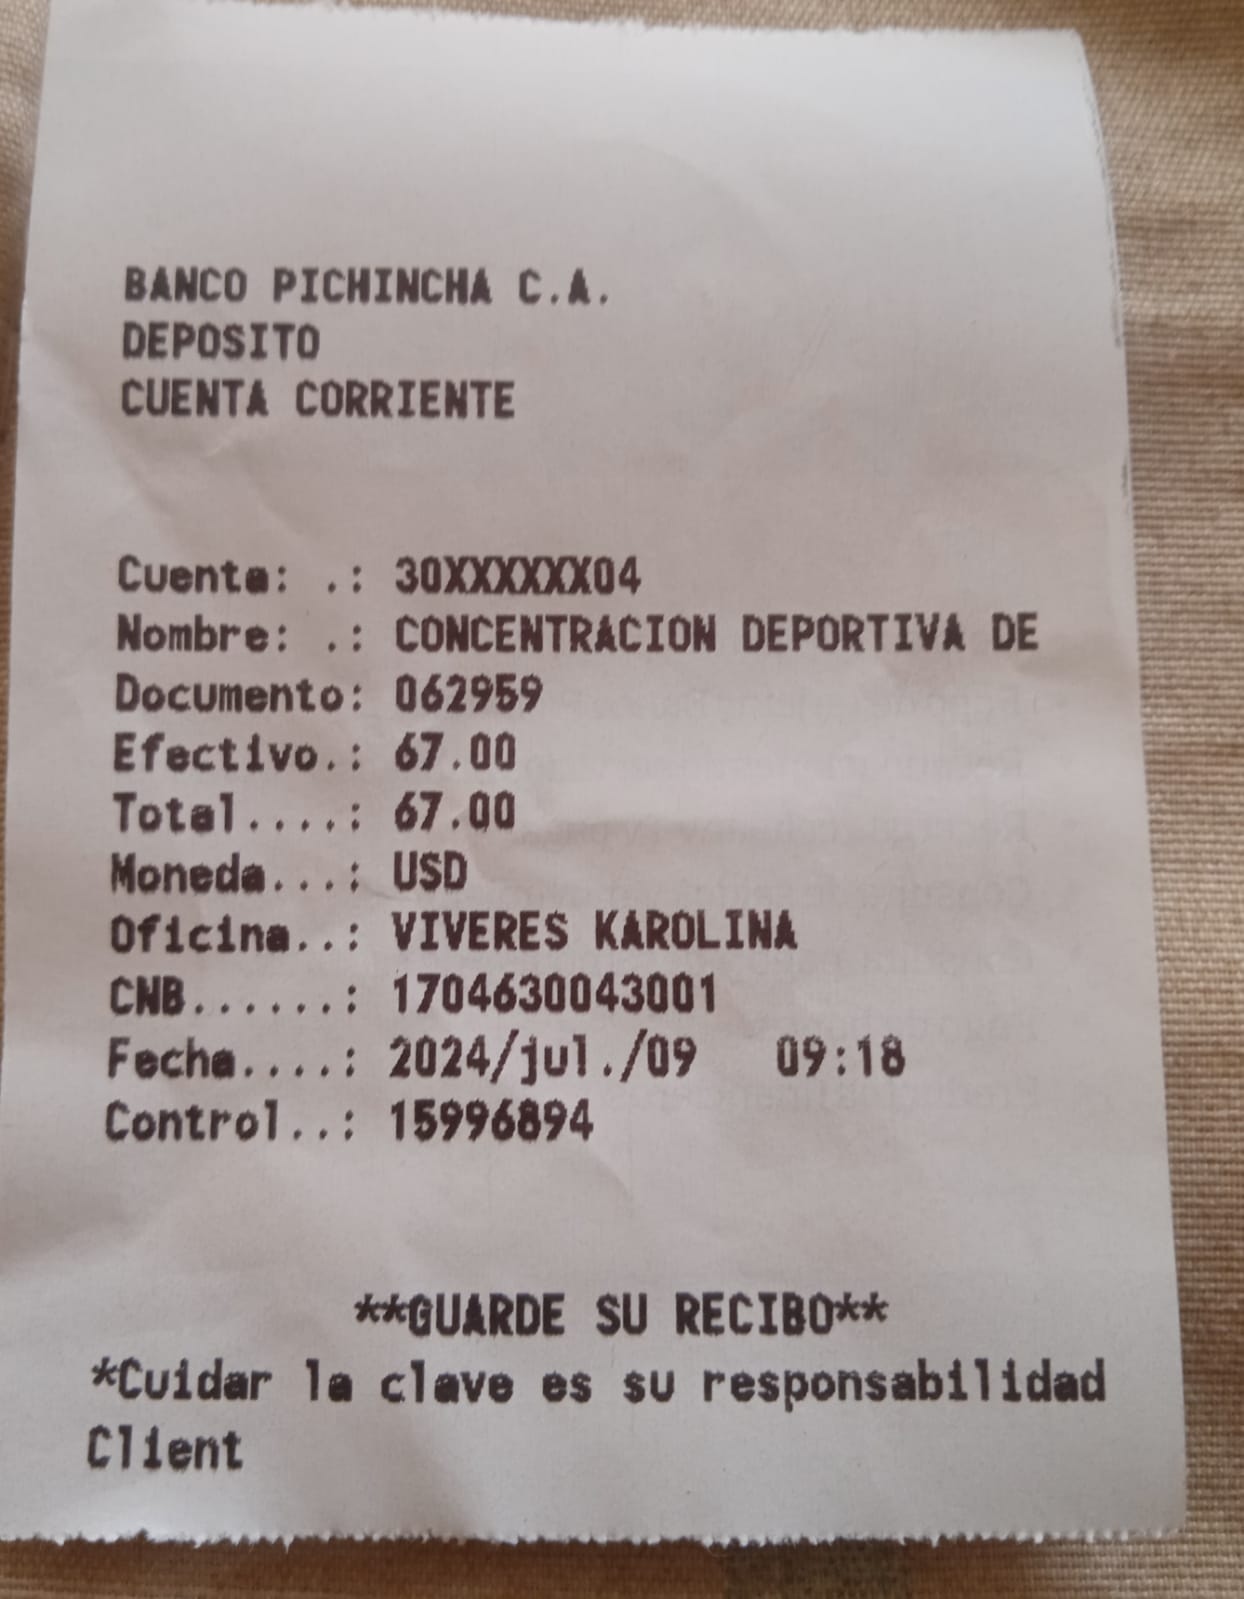 BANCO PICHINCHA C.A.
DEPOSITO
CUENTA CORRIENTE
Cuenta: .: 30XXXXXX04
Nombre: .: CONCENTRACION DEPORTIVA DE
Documento: 062959
Efectivo.: 67.00
Total....: 67.00
Moneda...: USD
Oficina..: VIVERES KAROLINA
CNB......: 1704630043001
Fecha....: 2024/jul./09 09:18
Control..: 15996894
**GUARDE SU RECIBO**
*Cuidar la clave es su responsabilidad
Client